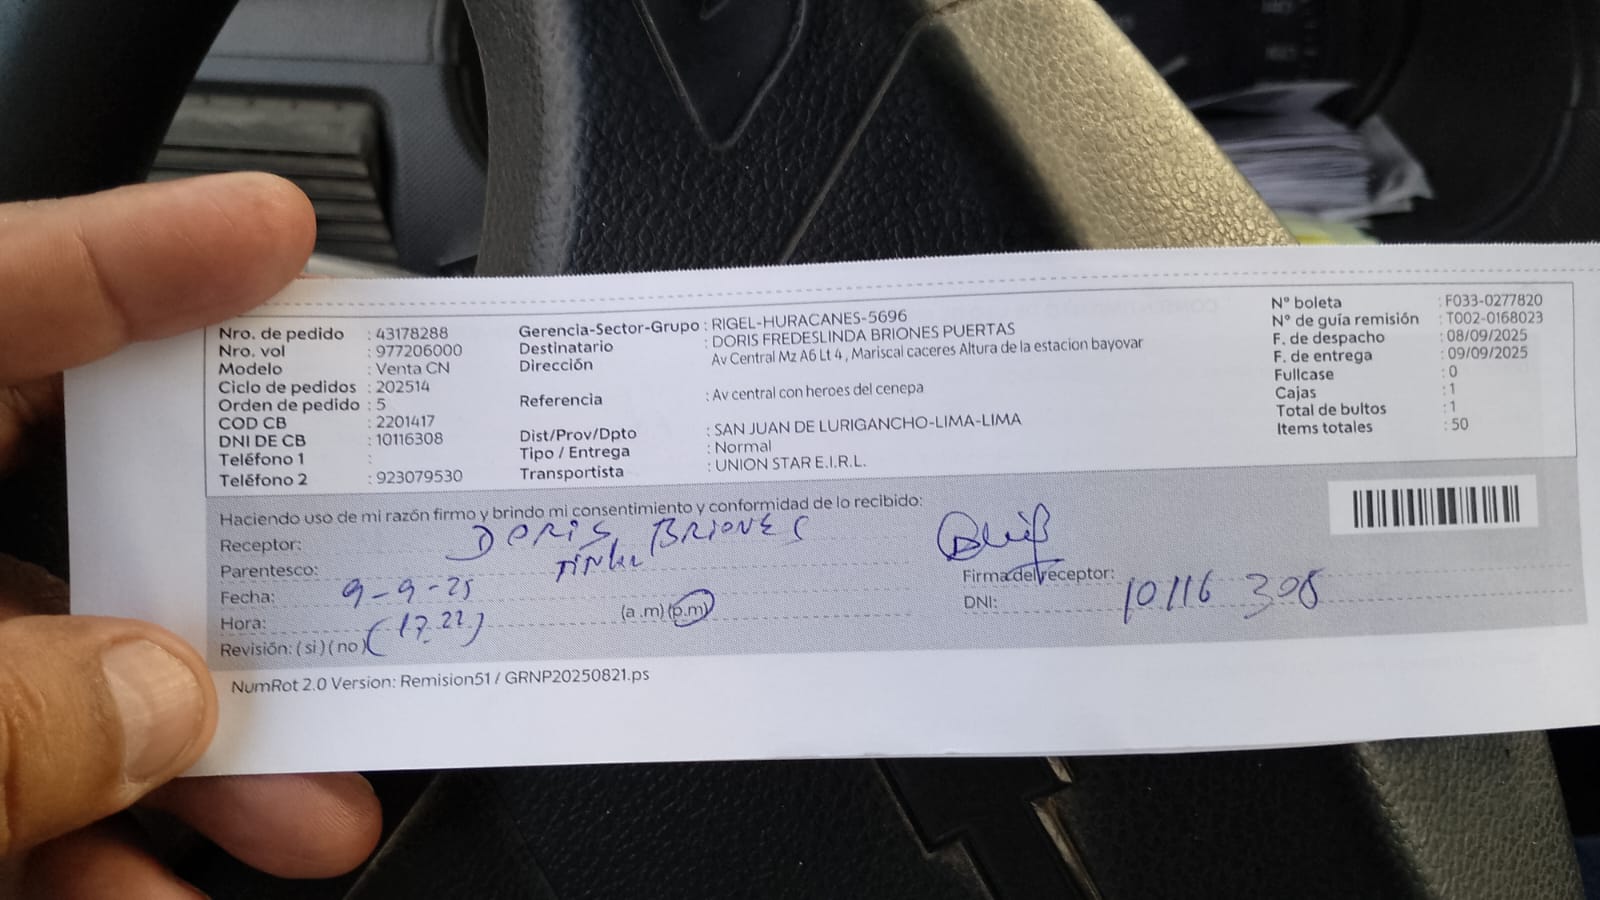 Nro. de pedido : 43178288
Nro. vol : 977206000
Modelo : Venta CN
Ciclo de pedidos : 202514
Orden de pedido : 5
COD CB : 2201417
DNI DE CB : 10116308
Teléfono 1 :
Teléfono 2 : 923079530
Gerencia-Sector-Grupo : RIGEL-HURACANES-5696
Destinatario : DORIS FREDESLINDA BRIONES PUERTAS
Dirección Av Central Mz A6 Lt 4 , Mariscal caceres Altura de la estacion bayovar
Referencia : Av central con heroes del cenepa
Dist/Prov/Dpto : SAN JUAN DE LURIGANCHO-LIMA-LIMA
Tipo / Entrega : Normal
Transportista : UNION STAR E.I.R.L.
N° boleta : F033-0277820
N° de guía remisión : T002-0168023
F. de despacho : 08/09/2025
F. de entrega : 09/09/2025
Fullcase : 0
Cajas : 1
Total de bultos : 1
Items totales : 50
Haciendo uso de mi razón firmo y brindo mi consentimiento y conformidad de lo recibido:
Receptor: DORIS BRIONES
Parentesco:
Fecha: 9-9-25
Hora: (17.22) (a.m) (p.m)
Revisión: (si) (no)
Firma del receptor:
DNI: 10116308
NumRot 2.0 Version: Remision51 / GRNP20250821.ps